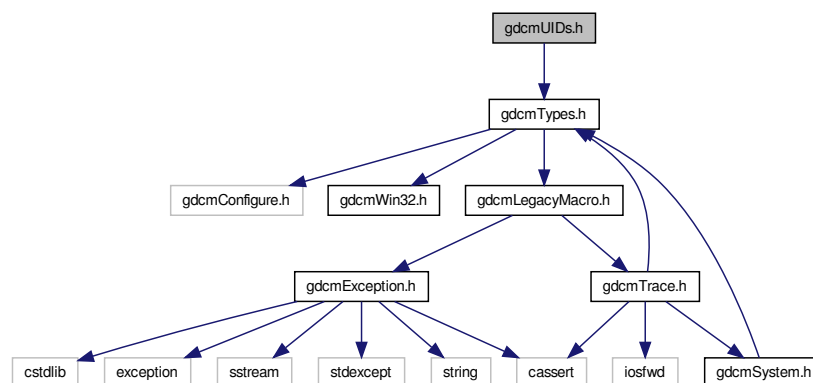 gdcmUIDs.h
gdcmTypes.h
gdcmConfigure.h
gdcmWin32.h
gdcmLegacyMacro.h
gdcmException.h
gdcmTrace.h
cstdlib
exception
sstream
stdexcept
string
cassert
iosfwd
gdcmSystem.h